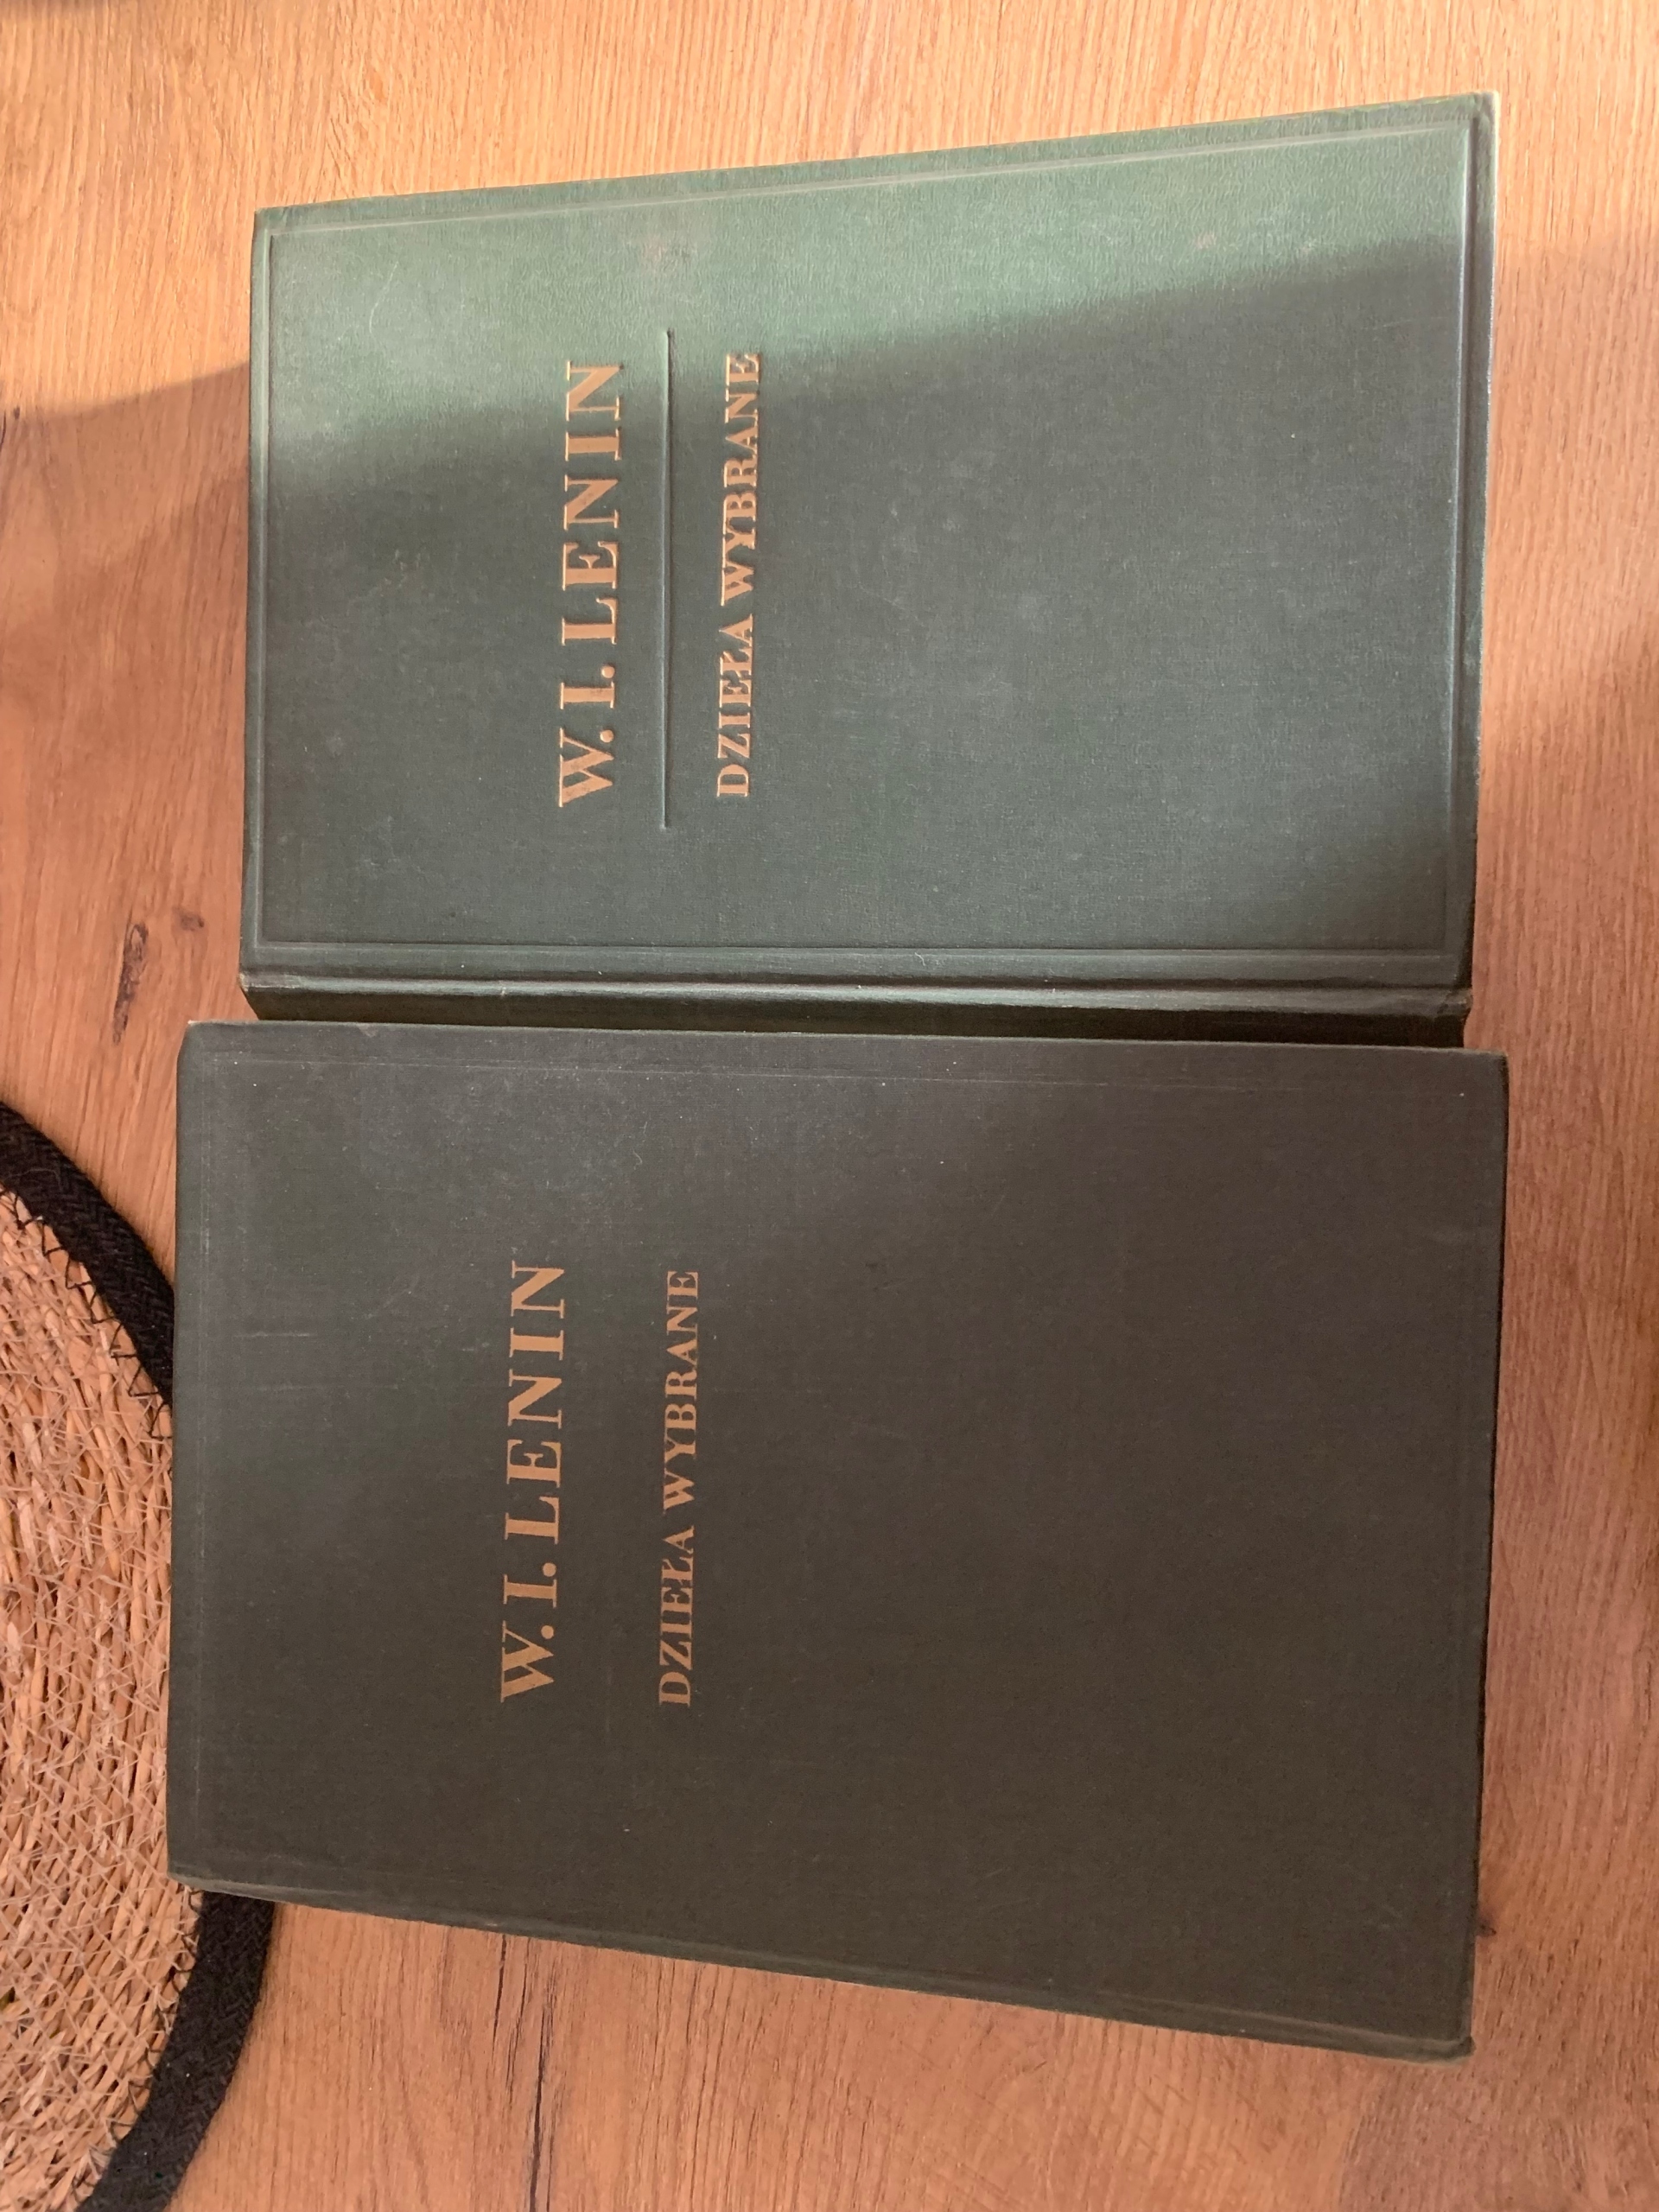 W. I. LENIN
DZIEŁA WYBRANE
W. I. LENIN
DZIEŁA WYBRANE